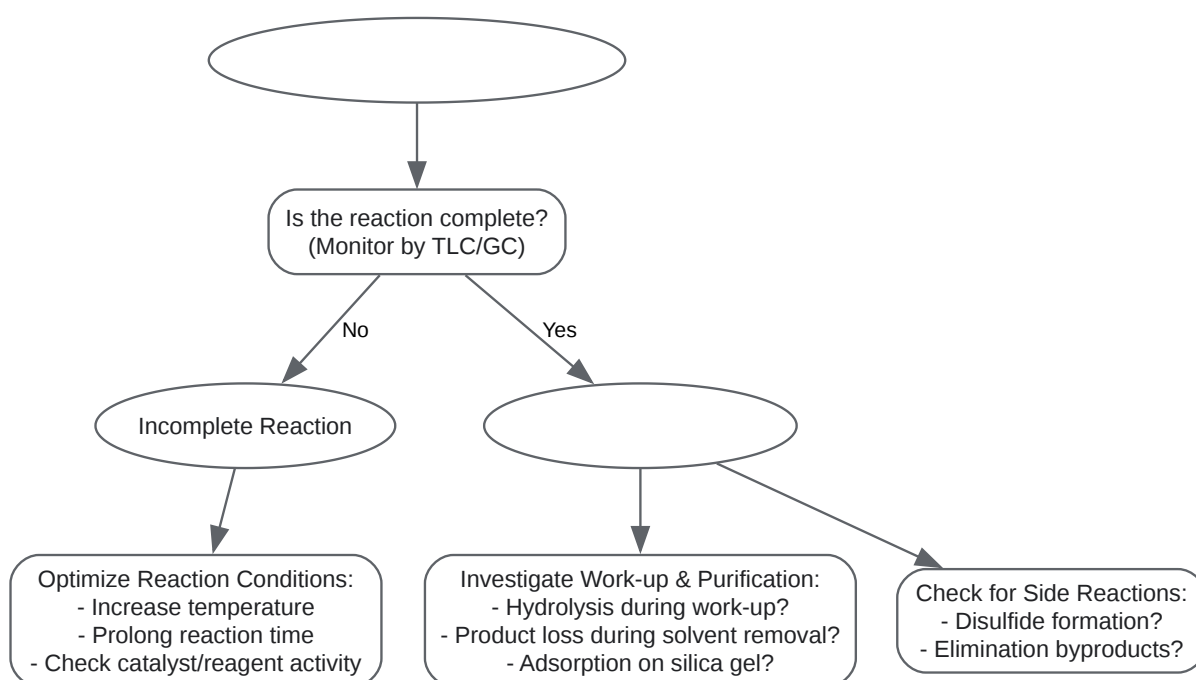 Is the reaction complete?
(Monitor by TLC/GC)
No
Yes
Incomplete Reaction
Optimize Reaction Conditions:
- Increase temperature
- Prolong reaction time
- Check catalyst/reagent activity
Investigate Work-up & Purification:
- Hydrolysis during work-up?
- Product loss during solvent removal?
- Adsorption on silica gel?
Check for Side Reactions:
- Disulfide formation?
- Elimination byproducts?